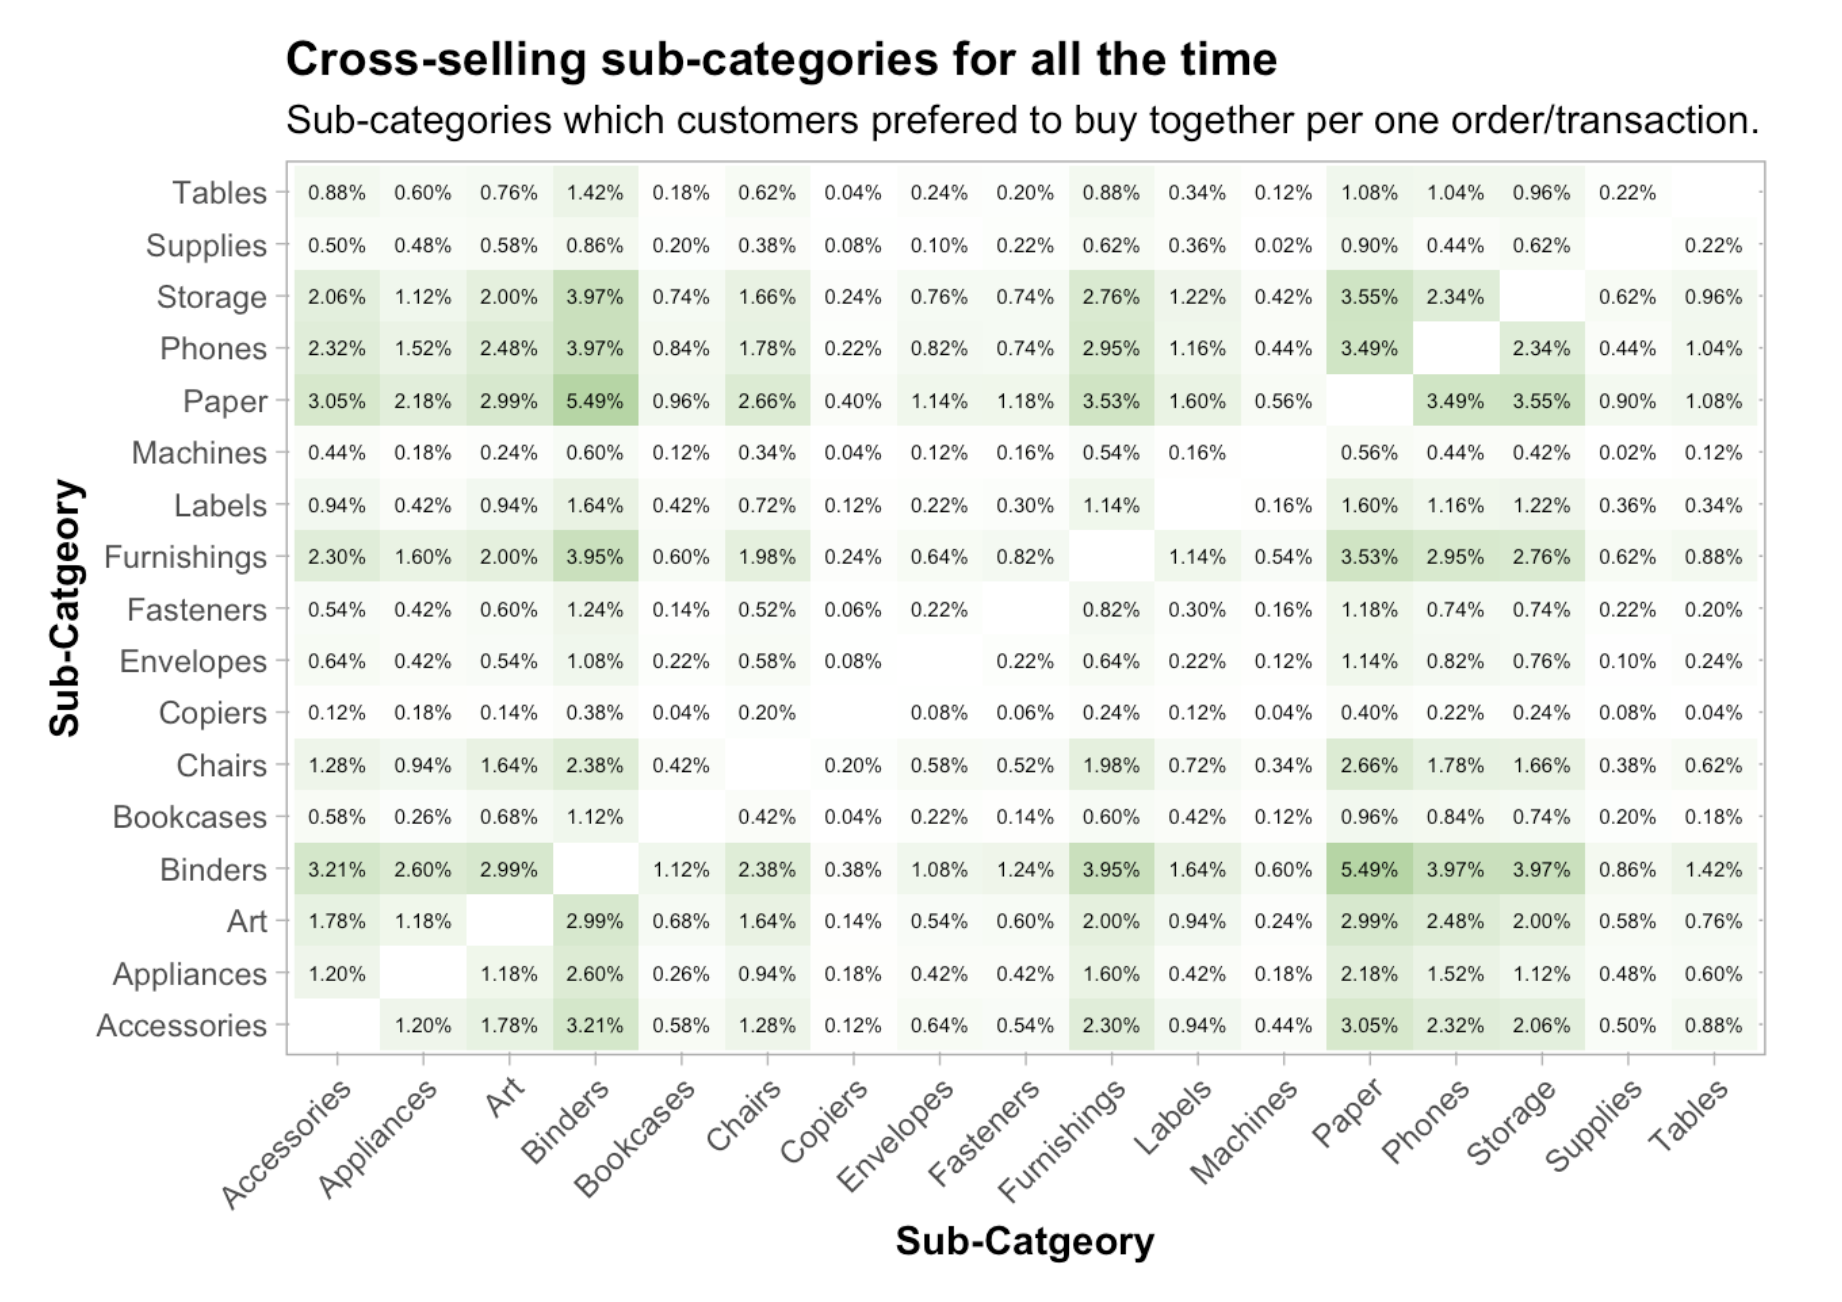 Cross-selling sub-categories for all the time
Sub-categories which customers prefered to buy together per one order/transaction.
Tables 0.88% 0.60% 0.76% 1.42% 0.18% 0.62% 0.04% 0.24% 0.20% 0.88% 0.34% 0.12% 1.08% 1.04% 0.96% 0.22%
Supplies 0.50% 0.48% 0.58% 0.86% 0.20% 0.38% 0.08% 0.10% 0.22% 0.62% 0.36% 0.02% 0.90% 0.44% 0.62% 0.22%
Storage 2.06% 1.12% 2.00% 3.97% 0.74% 1.66% 0.24% 0.76% 0.74% 2.76% 1.22% 0.42% 3.55% 2.34% 0.62% 0.96%
Phones 2.32% 1.52% 2.48% 3.97% 0.84% 1.78% 0.22% 0.82% 0.74% 2.95% 1.16% 0.44% 3.49% 2.34% 0.44% 1.04%
Paper 3.05% 2.18% 2.99% 5.49% 0.96% 2.66% 0.40% 1.14% 1.18% 3.53% 1.60% 0.56% 3.49% 3.55% 0.90% 1.08%
Machines 0.44% 0.18% 0.24% 0.60% 0.12% 0.34% 0.04% 0.12% 0.16% 0.54% 0.16% 0.56% 0.44% 0.42% 0.02% 0.12%
Labels 0.94% 0.42% 0.94% 1.64% 0.42% 0.72% 0.12% 0.22% 0.30% 1.14% 0.16% 1.60% 1.16% 1.22% 0.36% 0.34%
Furnishings 2.30% 1.60% 2.00% 3.95% 0.60% 1.98% 0.24% 0.64% 0.82% 1.14% 0.54% 3.53% 2.95% 2.76% 0.62% 0.88%
Fasteners 0.54% 0.42% 0.60% 1.24% 0.14% 0.52% 0.06% 0.22% 0.82% 0.30% 0.16% 1.18% 0.74% 0.74% 0.22% 0.20%
Envelopes 0.64% 0.42% 0.54% 1.08% 0.22% 0.58% 0.08% 0.22% 0.64% 0.22% 0.12% 1.14% 0.82% 0.76% 0.10% 0.24%
Copiers 0.12% 0.18% 0.14% 0.38% 0.04% 0.20% 0.08% 0.06% 0.24% 0.12% 0.04% 0.40% 0.22% 0.24% 0.08% 0.04%
Chairs 1.28% 0.94% 1.64% 2.38% 0.42% 0.20% 0.58% 0.52% 1.98% 0.72% 0.34% 2.66% 1.78% 1.66% 0.38% 0.62%
Bookcases 0.58% 0.26% 0.68% 1.12% 0.42% 0.04% 0.22% 0.14% 0.60% 0.42% 0.12% 0.96% 0.84% 0.74% 0.20% 0.18%
Binders 3.21% 2.60% 2.99% 1.12% 2.38% 0.38% 1.08% 1.24% 3.95% 1.64% 0.60% 5.49% 3.97% 3.97% 0.86% 1.42%
Art 1.78% 1.18% 2.99% 0.68% 1.64% 0.14% 0.54% 0.60% 2.00% 0.94% 0.24% 2.99% 2.48% 2.00% 0.58% 0.76%
Appliances 1.20% 1.18% 2.60% 0.26% 0.94% 0.18% 0.42% 0.42% 1.60% 0.42% 0.18% 2.18% 1.52% 1.12% 0.48% 0.60%
Accessories 1.20% 1.78% 3.21% 0.58% 1.28% 0.12% 0.64% 0.54% 2.30% 0.94% 0.44% 3.05% 2.32% 2.06% 0.50% 0.88%
Sub-Catgeory
Accessories Appliances Art Binders Bookcases Chairs Copiers Envelopes Fasteners Furnishings Labels Machines Paper Phones Storage Supplies Tables
Sub-Catgeory